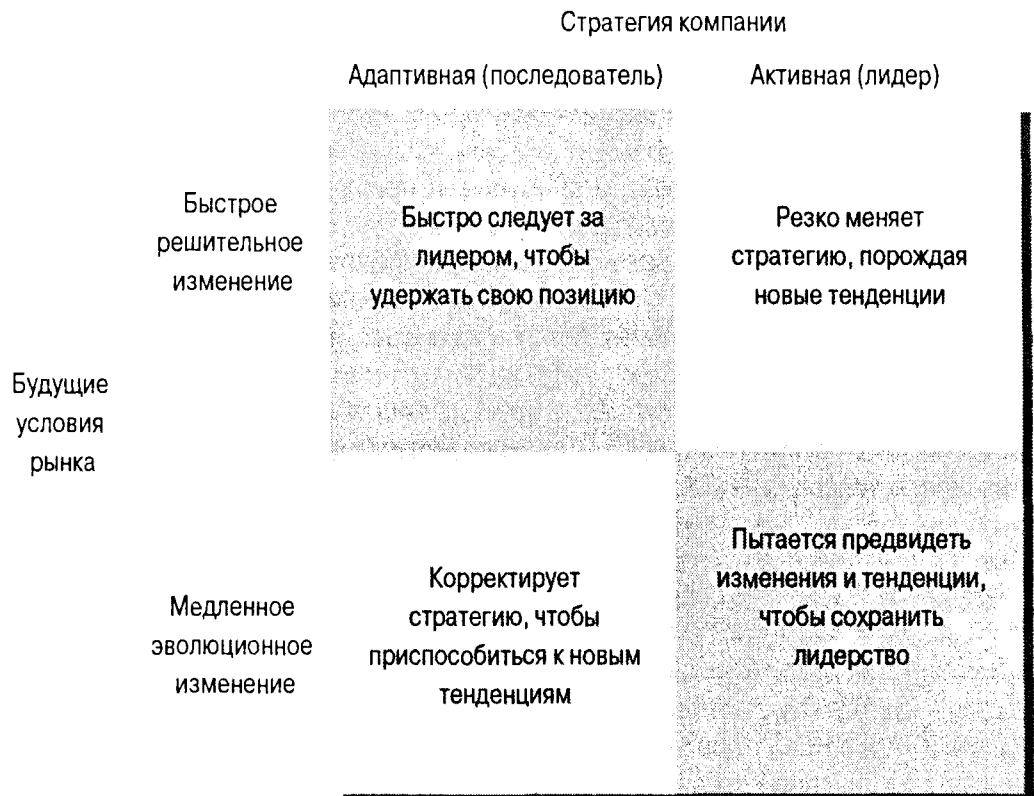 Стратегия компании
Адаптивная (последователь)
Активная (лидер)
Быстрое
решительное
изменение
Быстро следует за
лидером, чтобы
удержать свою позицию
Резко меняет
стратегию, порождая
новые тенденции
Будущие
условия
рынка
Медленное
эволюционное
изменение
Корректирует
стратегию, чтобы
приспособиться к новым
тенденциям
Пытается предвидеть
изменения и тенденции,
чтобы сохранить
лидерство